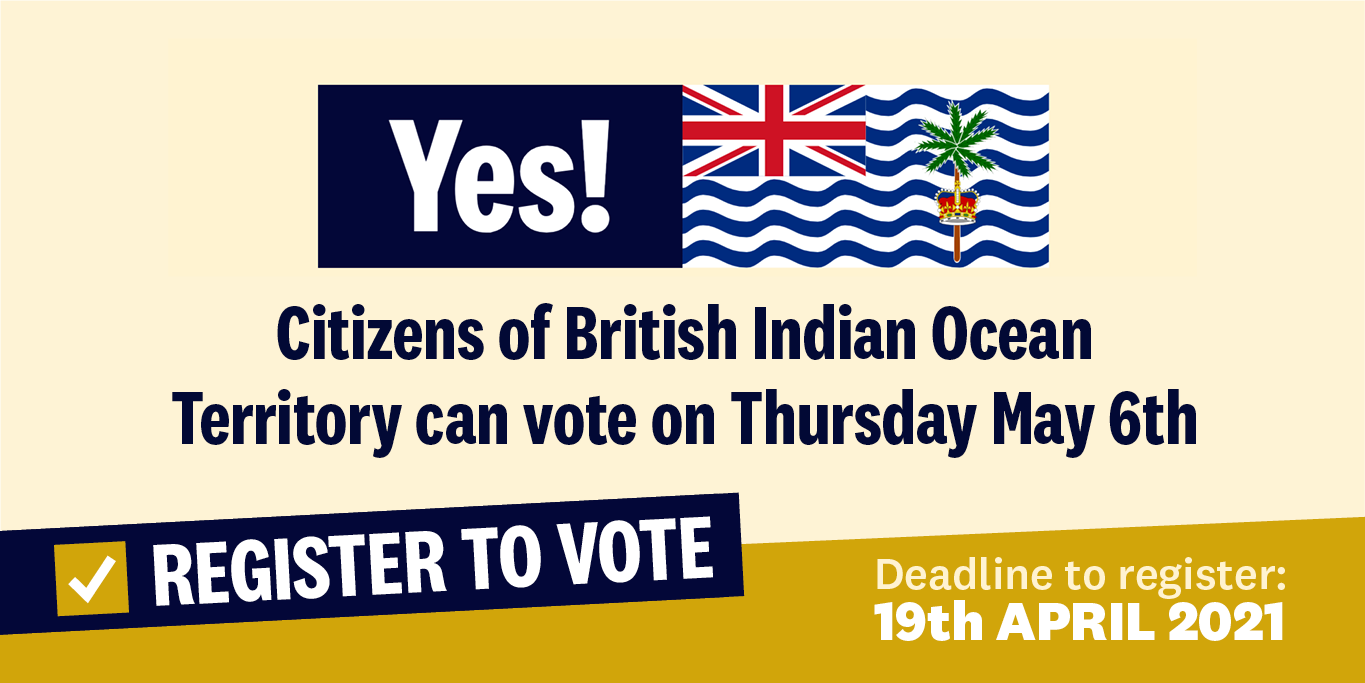 Yes!
Citizens of British Indian Ocean
Territory can vote on Thursday May 6th
REGISTER TO VOTE
Deadline to register:
19th APRIL 2021